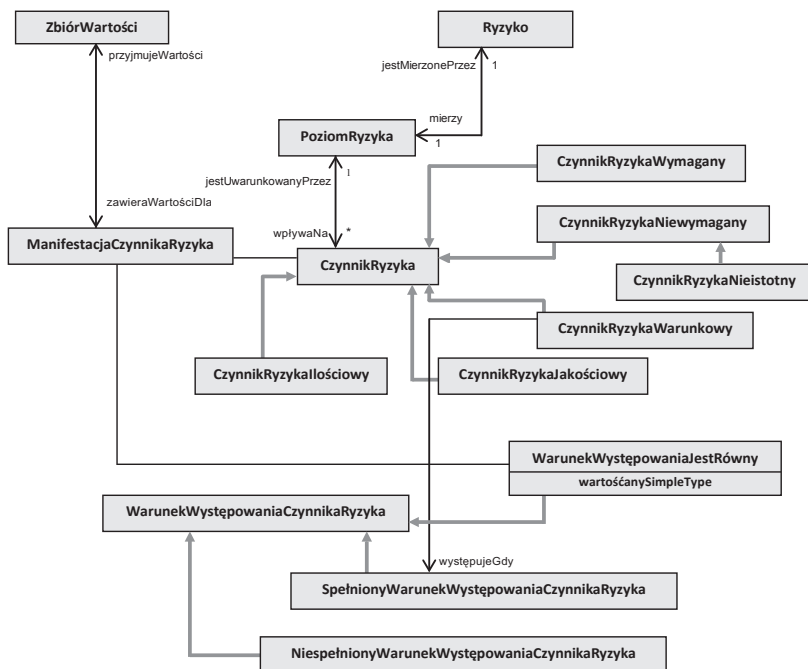 ZbiórWartości
Ryzyko
przyjmujeWartości
jestMierzonePrzez
1
mierzy
PoziomRyzyka
1
CzynnikRyzykaWymagany
1
jestUwarunkowanyPrzez
zawieraWartościDla
CzynnikRyzykaNiewymagany
wpływaNa
*
ManifestacjaCzynnikaRyzyka
CzynnikRyzyka
CzynnikRyzykaNieistotny
CzynnikRyzykaWarunkowy
CzynnikRyzykaIlościowy
CzynnikRyzykaJakościowy
WarunekWystępowaniaJestRówny
wartośćanySimpleType
WarunekWystępowaniaCzynnikaRyzyka
występujeGdy
SpełnionyWarunekWystępowaniaCzynnikaRyzyka
NiespełnionyWarunekWystępowaniaCzynnikaRyzyka